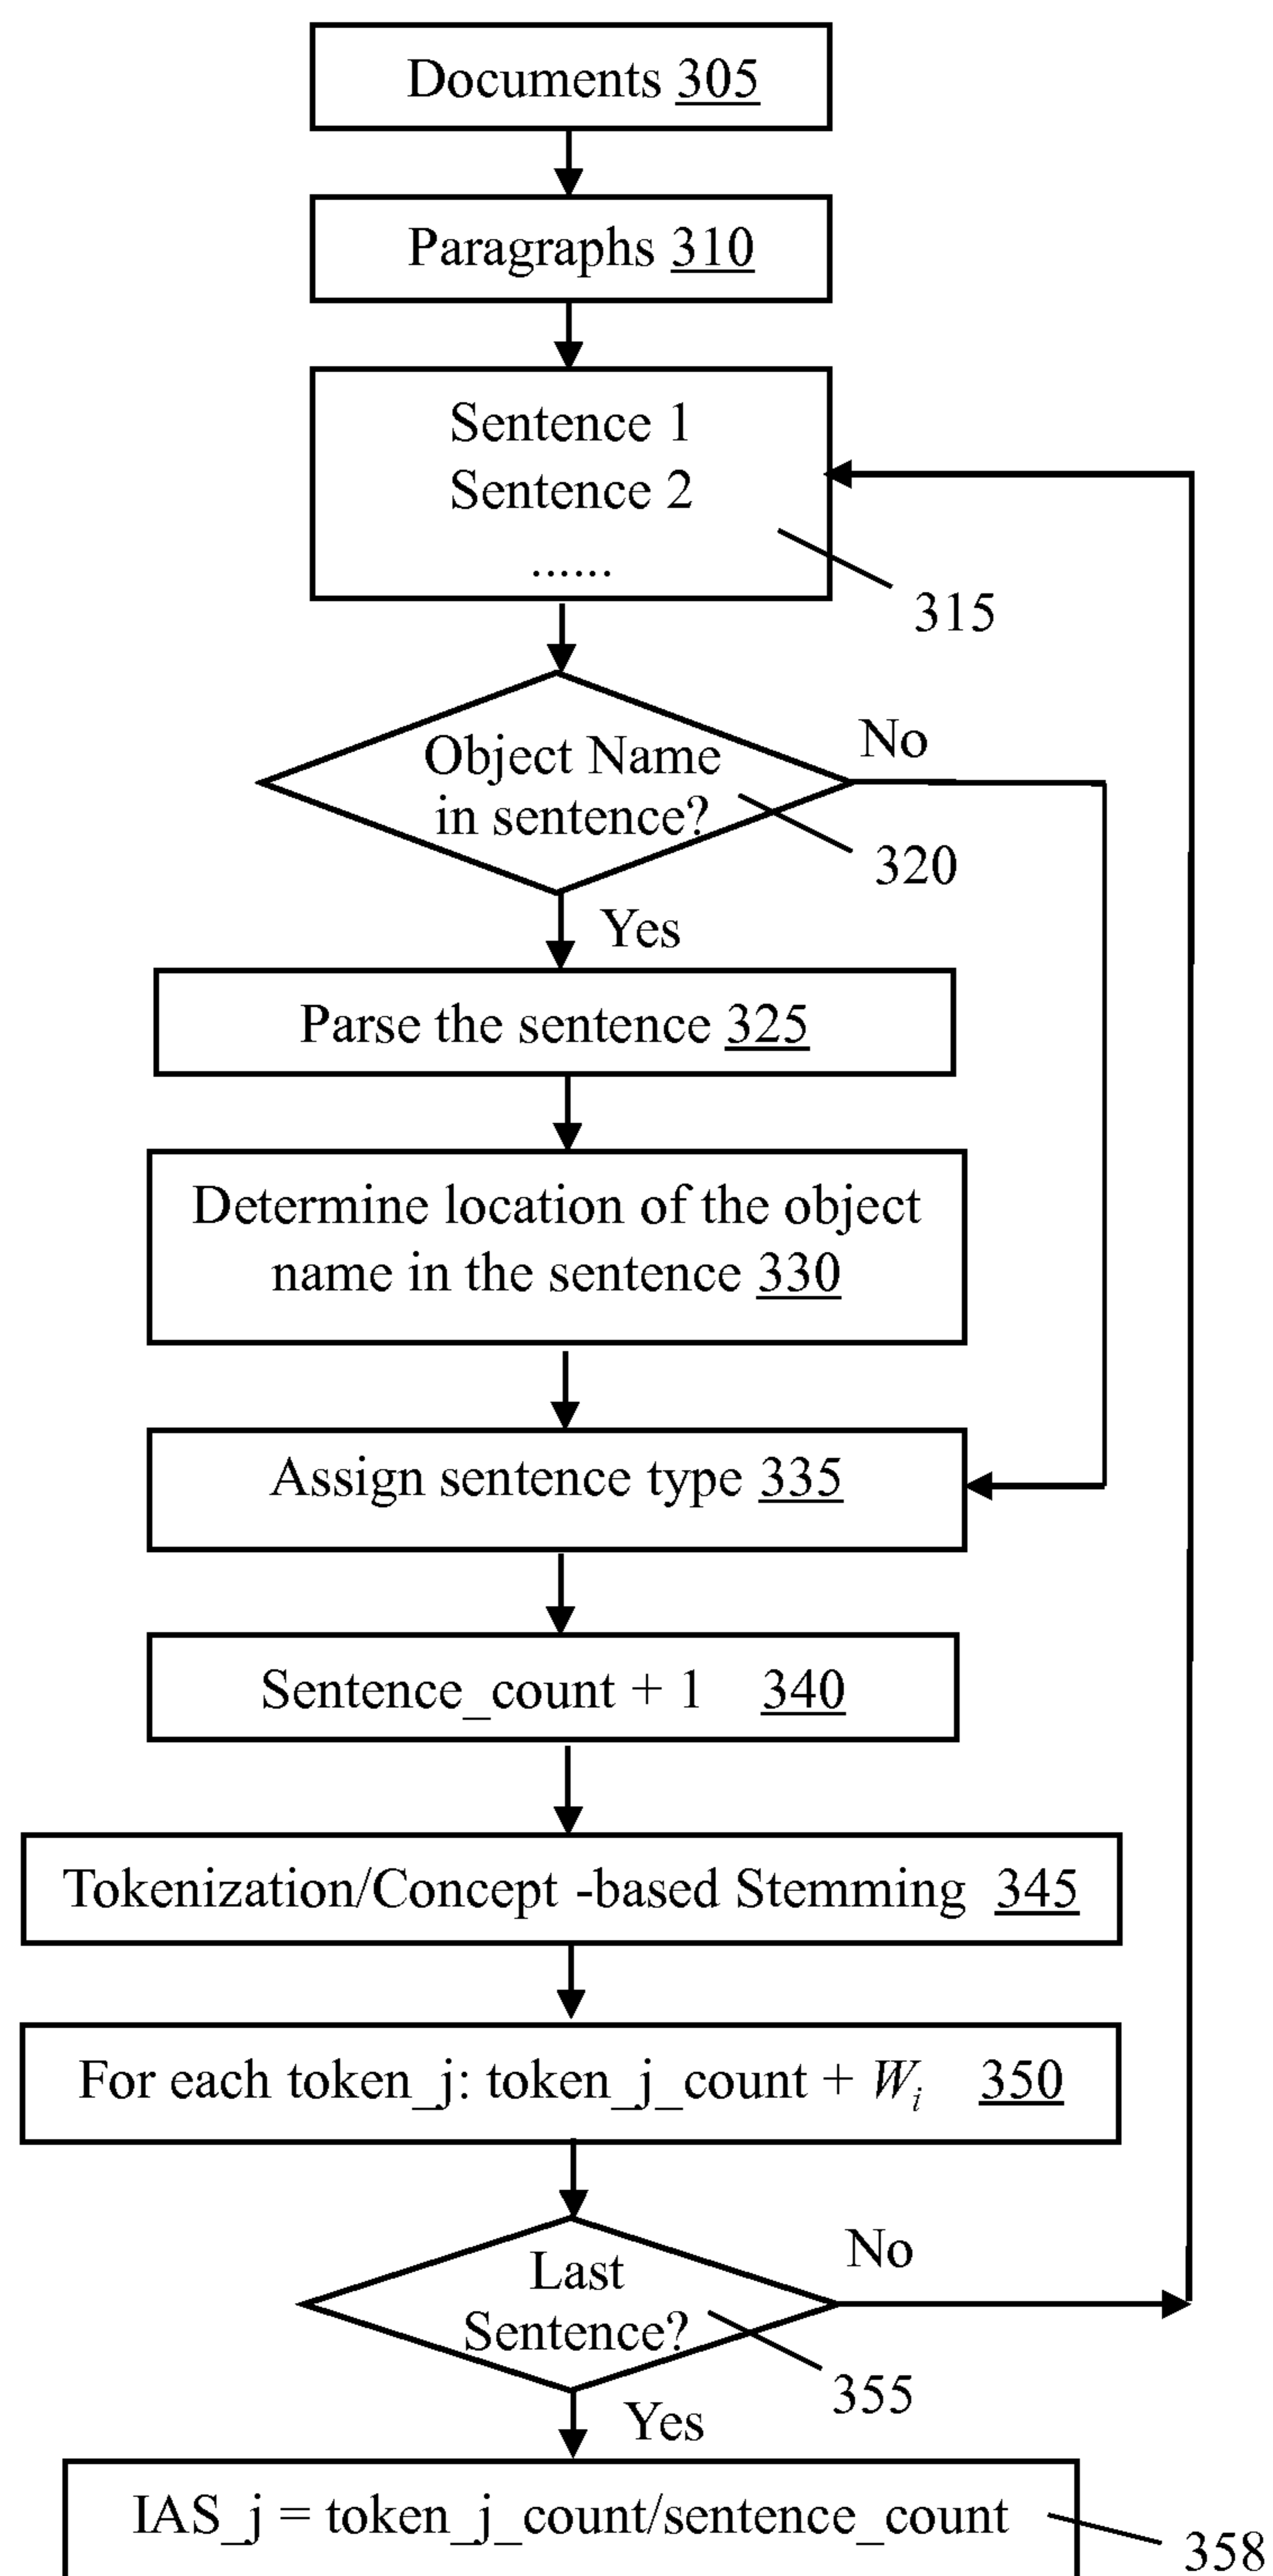 Documents 305
Paragraphs 310
Sentence 1
Sentence 2
......
315
Object Name
in sentence?
No
320
Yes
Parse the sentence 325
Determine location of the object
name in the sentence 330
Assign sentence type 335
Sentence_count + 1 340
Tokenization/Concept -based Stemming 345
For each token_j: token_j_count + Wi 350
Last
Sentence?
No
355
Yes
IAS_j = token_j_count/sentence_count
358